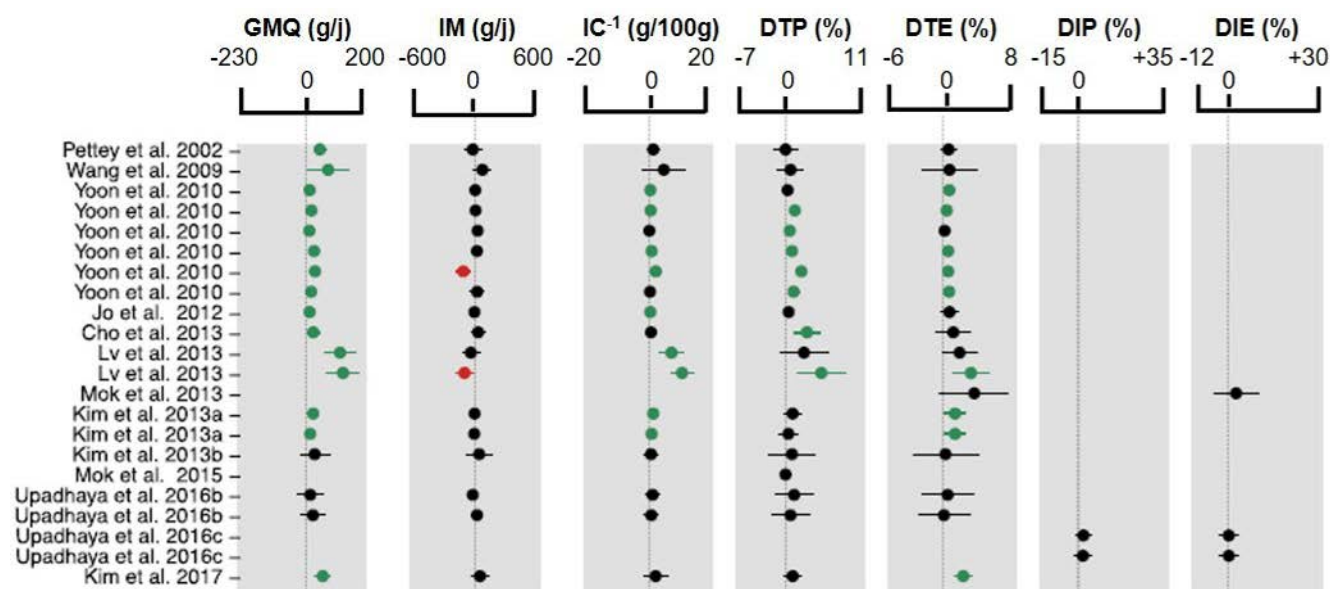 GMQ (g/j) IM (g/j) IC-1 (g/100g) DTP (%) DTE (%) DIP (%) DIE (%)
-230 200 -600 600 -20 20 -7 11 -6 8 -15 +35 -12 +30
0 0 0 0 0 0 0
Pettey et al. 2002
Wang et al. 2009
Yoon et al. 2010
Yoon et al. 2010
Yoon et al. 2010
Yoon et al. 2010
Yoon et al. 2010
Yoon et al. 2010
Jo et al. 2012
Cho et al. 2013
Lv et al. 2013
Lv et al. 2013
Mok et al. 2013
Kim et al. 2013a
Kim et al. 2013a
Kim et al. 2013b
Mok et al. 2015
Upadhaya et al. 2016b
Upadhaya et al. 2016b
Upadhaya et al. 2016c
Upadhaya et al. 2016c
Kim et al. 2017